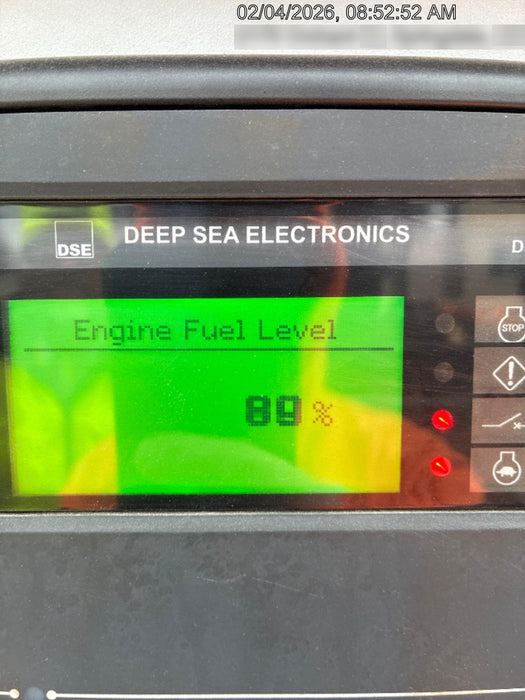 02/04/2026, 08:52:52 AM
DSE
DEEP SEA ELECTRONICS
D
Engine Fuel Level
89 %
STOP